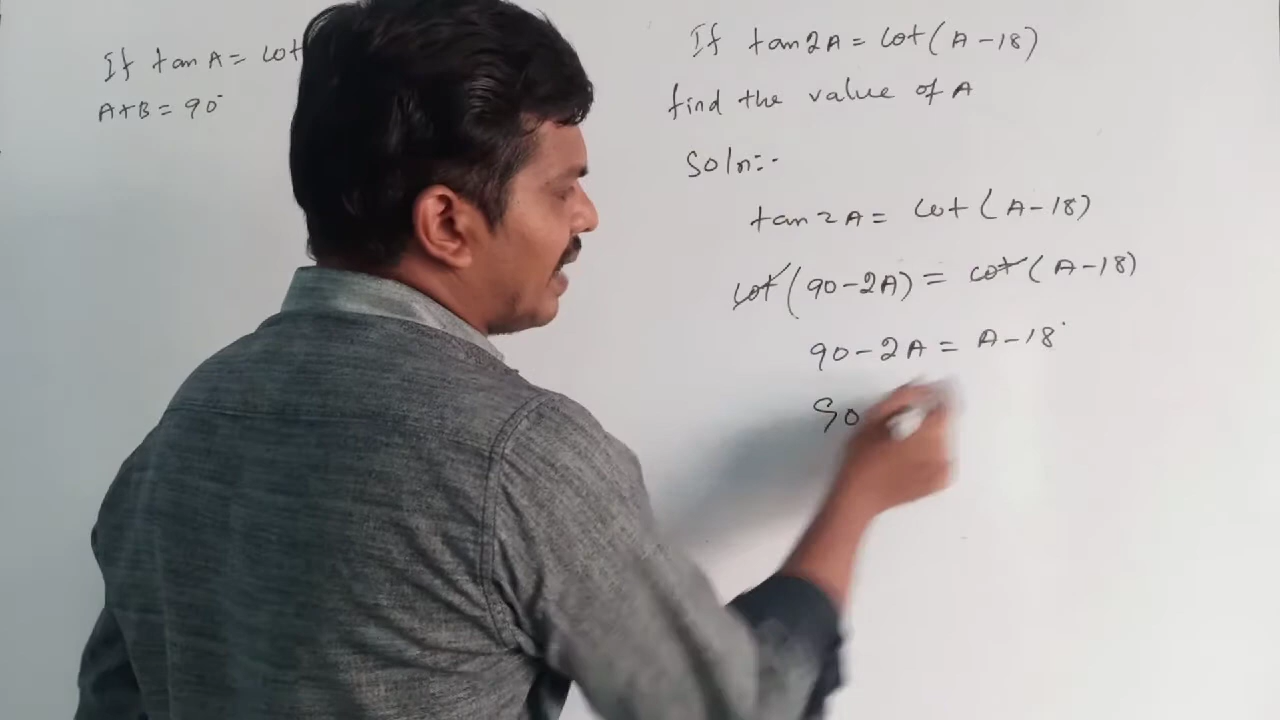 If tan A = cot
A+B = 90°
If tan2A = cot(A-18)
find the value of A
Soln:-
tan2A = cot(A-18)
cot(90-2A) = cot(A-18)
90-2A = A-18°
90